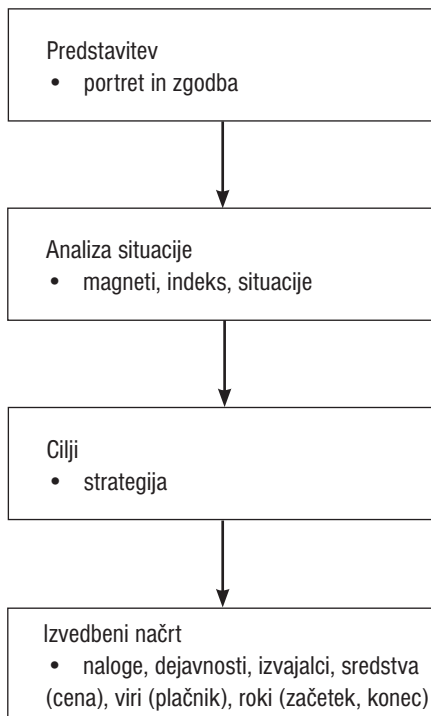 Predstavitev
• portret in zgodba
Analiza situacije
• magneti, indeks, situacije
Cilji
• strategija
Izvedbeni načrt
• naloge, dejavnosti, izvajalci, sredstva
(cena), viri (plačnik), roki (začetek, konec)